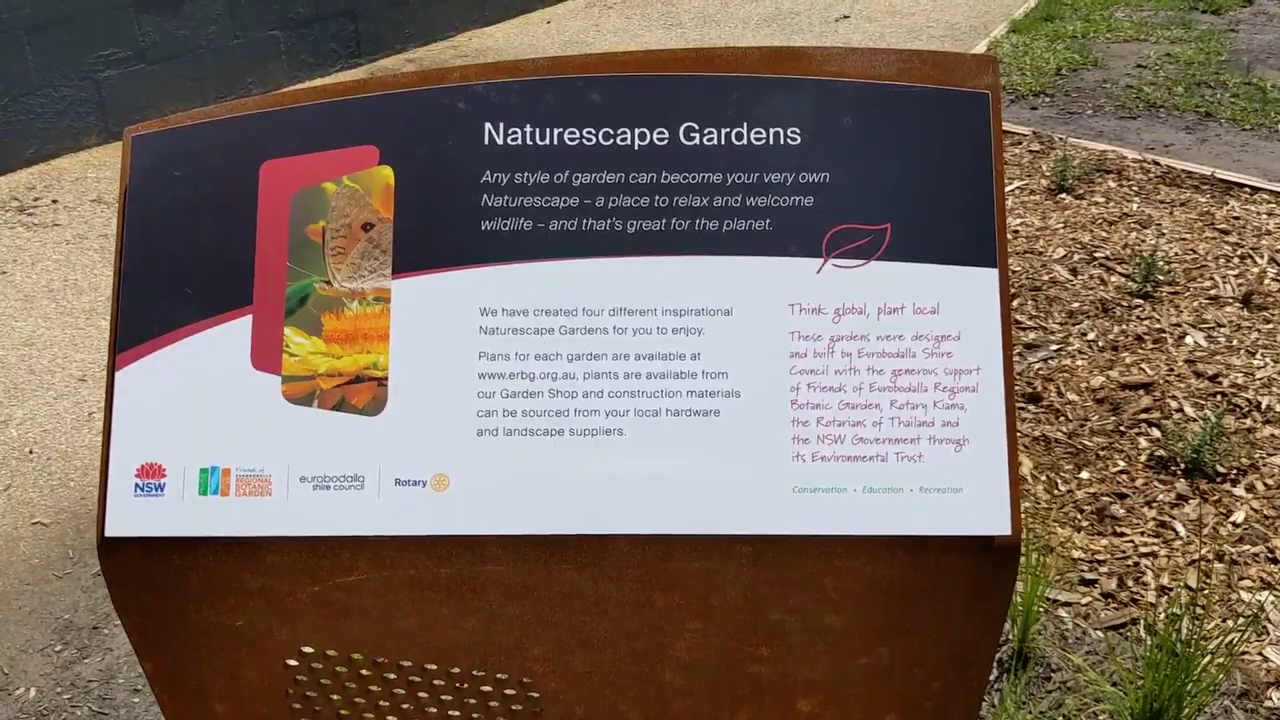 Naturescape Gardens
Any style of garden can become your very own
Naturescape – a place to relax and welcome
wildlife – and that's great for the planet.
We have created four different inspirational
Naturescape Gardens for you to enjoy.
Plans for each garden are available at
www.erbg.org.au, plants are available from
our Garden Shop and construction materials
can be sourced from your local hardware
and landscape suppliers.
Think global, plant local
These gardens were designed
and built by Eurobodalla Shire
Council with the generous support
of Friends of Eurobodalla Regional
Botanic Garden, Rotary Kiama,
the Rotarians of Thailand and
the NSW Government through
its Environmental Trust.
Conservation • Education • Recreation
NSW
GOVERNMENT
Friends of
EUROBODALLA
REGIONAL
BOTANIC
GARDEN
eurobodalla
shire council
Rotary